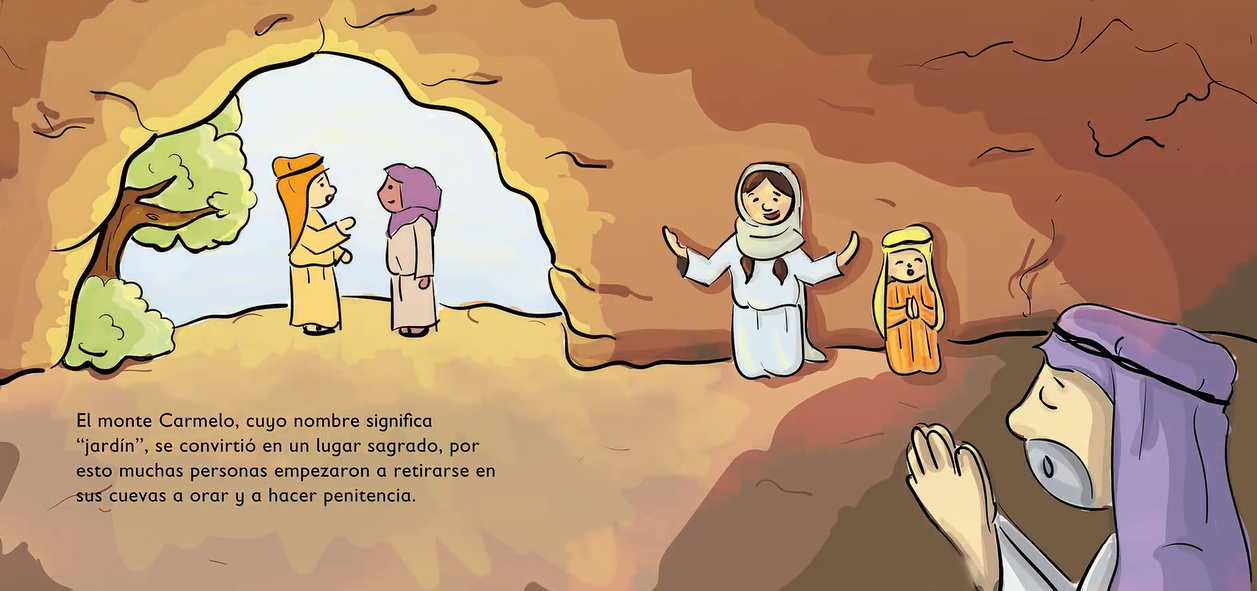 El monte Carmelo, cuyo nombre significa
“jardín”, se convirtió en un lugar sagrado, por
esto muchas personas empezaron a retirarse en
sus cuevas a orar y a hacer penitencia.